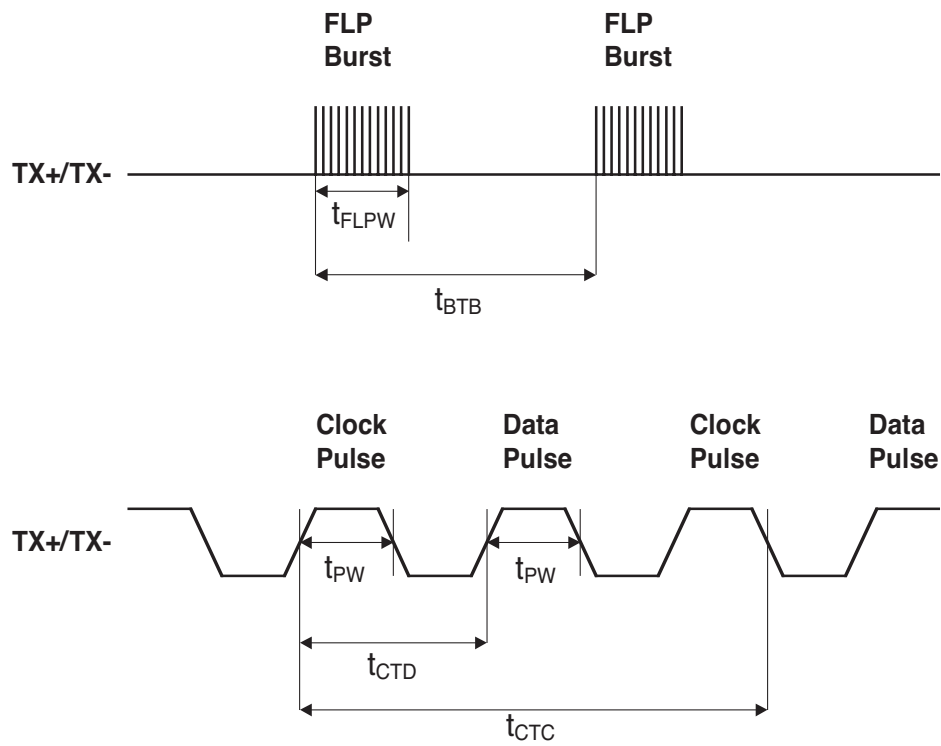 FLP
Burst
FLP
Burst
TX+/TX-
tFLPW
tBTB
Clock
Pulse
Data
Pulse
Clock
Pulse
Data
Pulse
TX+/TX-
tPW
tPW
tCTD
tCTC